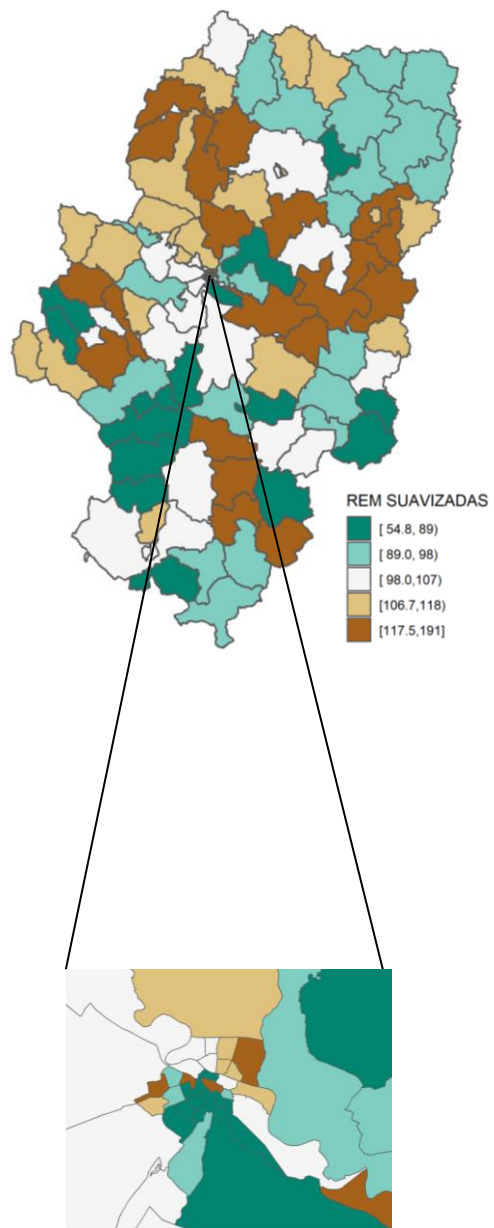 REM SUAVIZADAS
[ 54.8, 89)
[ 89.0, 98)
[ 98.0,107)
[106.7,118)
[117.5,191]